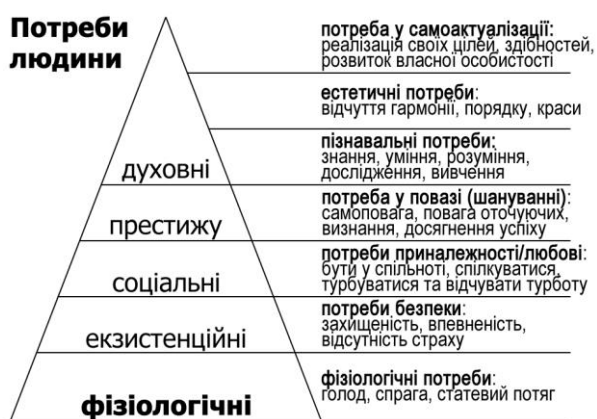 Потреби
людини
потреба у самоактуалізації:
реалізація своїх цілей, здібностей,
розвиток власної особистості
естетичні потреби:
відчуття гармонії, порядку, краси
духовні
пізнавальні потреби:
знання, уміння, розуміння,
дослідження, вивчення
престижу
потреба у повазі (шануванні):
самоповага, повага оточуючих,
визнання, досягнення успіху
соціальні
потреби приналежності/любові:
бути у спільноті, спілкуватися,
турбуватися та відчувати турботу
екзистенційні
потреби безпеки:
захищеність, впевненість,
відсутність страху
фізіологічні
фізіологічні потреби:
голод, спрага, статевий потяг